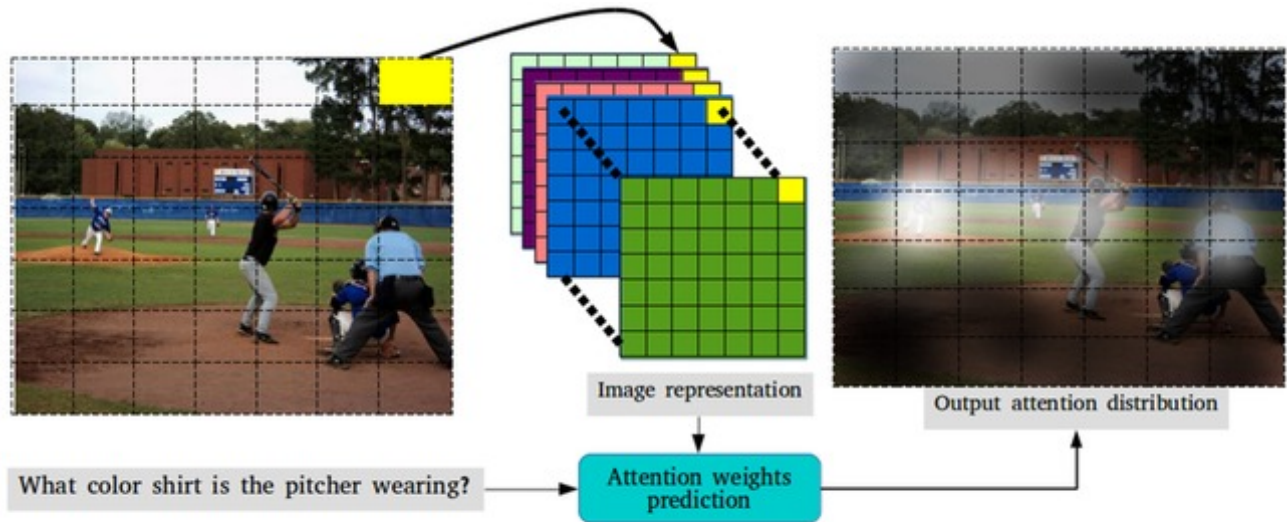 Image representation
Output attention distribution
What color shirt is the pitcher wearing?
Attention weights
prediction